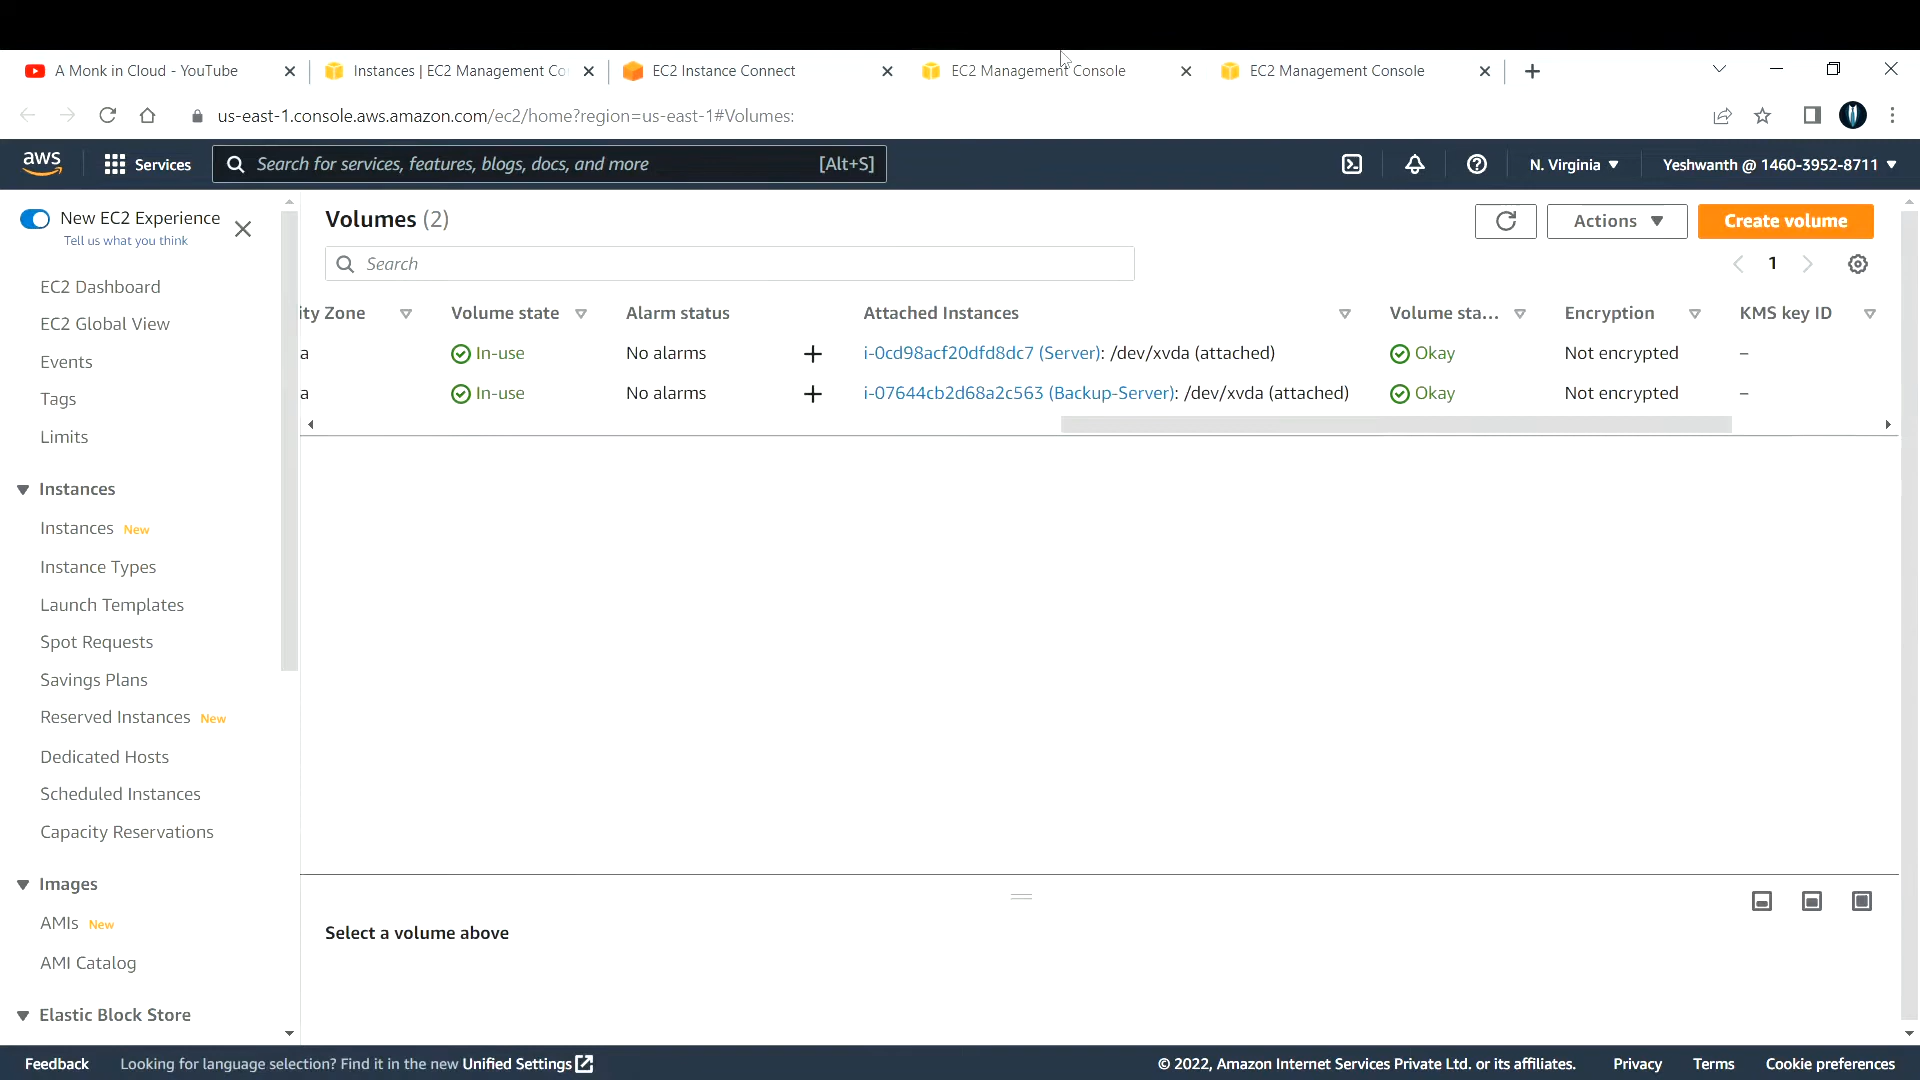 A Monk in Cloud - YouTube
Instances | EC2 Management Co
EC2 Instance Connect
EC2 Management Console
EC2 Management Console
us-east-1.console.aws.amazon.com/ec2/home?region=us-east-1#Volumes:
aws
Services
Search for services, features, blogs, docs, and more
[Alt+S]
N. Virginia
Yeshwanth @ 1460-3952-8711
New EC2 Experience
Tell us what you think
EC2 Dashboard
EC2 Global View
Events
Tags
Limits
Instances
Instances New
Instance Types
Launch Templates
Spot Requests
Savings Plans
Reserved Instances New
Dedicated Hosts
Scheduled Instances
Capacity Reservations
Images
AMIs New
AMI Catalog
Elastic Block Store
Volumes (2)
Actions
Create volume
Search
1
ity Zone Volume state Alarm status Attached Instances Volume sta... Encryption KMS key ID
a In-use No alarms + i-0cd98acf20dfd8dc7 (Server): /dev/xvda (attached) Okay Not encrypted –
a In-use No alarms + i-07644cb2d68a2c563 (Backup-Server): /dev/xvda (attached) Okay Not encrypted –
Select a volume above
Feedback
Looking for language selection? Find it in the new Unified Settings
© 2022, Amazon Internet Services Private Ltd. or its affiliates.
Privacy
Terms
Cookie preferences